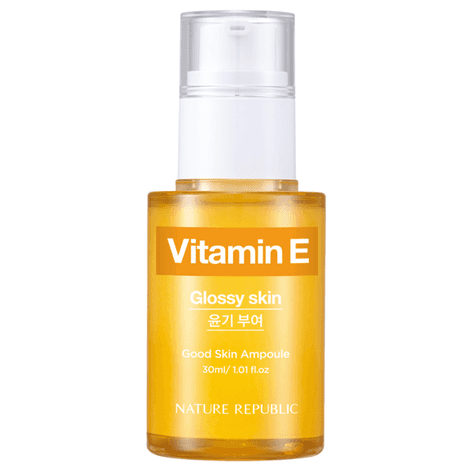 Vitamin E
Glossy skin
윤기 부여
Good Skin Ampoule
30ml/ 1.01 fl.oz
NATURE REPUBLIC